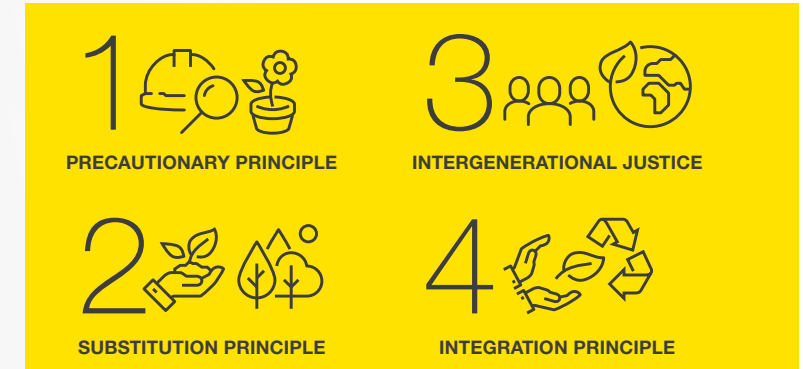 1
PRECAUTIONARY PRINCIPLE
2
SUBSTITUTION PRINCIPLE
3
INTERGENERATIONAL JUSTICE
4
INTEGRATION PRINCIPLE